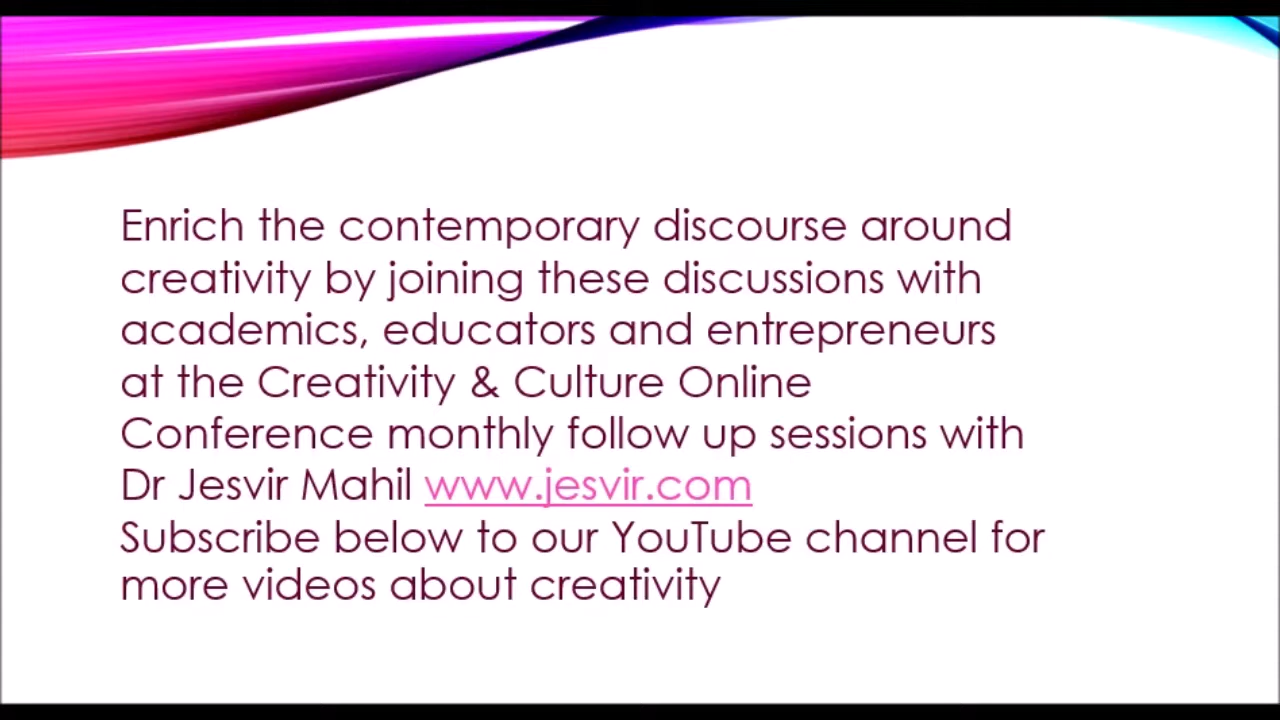 Enrich the contemporary discourse around
creativity by joining these discussions with
academics, educators and entrepreneurs
at the Creativity & Culture Online
Conference monthly follow up sessions with
Dr Jesvir Mahil www.jesvir.com
Subscribe below to our YouTube channel for
more videos about creativity